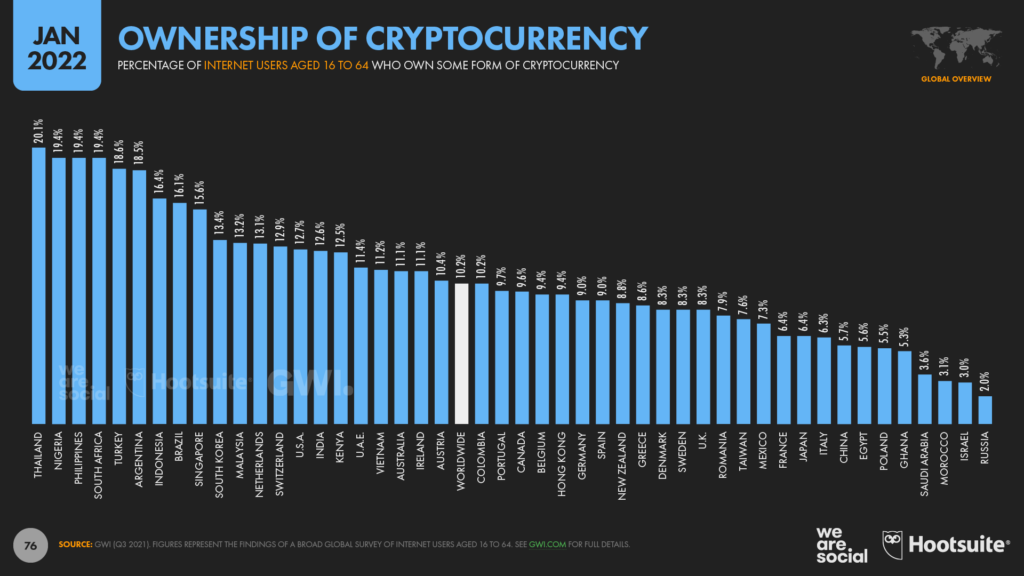 JAN
2022
OWNERSHIP OF CRYPTOCURRENCY
PERCENTAGE OF INTERNET USERS AGED 16 TO 64 WHO OWN SOME FORM OF CRYPTOCURRENCY
GLOBAL OVERVIEW
20.1%
19.4%
19.4%
19.4%
18.6%
18.5%
16.4%
16.1%
15.6%
13.4%
13.2%
13.1%
12.9%
12.7%
12.6%
12.5%
11.4%
11.2%
11.1%
11.1%
10.4%
10.2%
10.2%
9.7%
9.6%
9.4%
9.4%
9.0%
9.0%
8.8%
8.6%
8.3%
8.3%
8.3%
7.9%
7.6%
7.3%
6.4%
6.4%
6.3%
5.7%
5.6%
5.5%
5.3%
3.6%
3.1%
3.0%
2.0%
we
are
social
Hootsuite®
GWI.
THAILAND
NIGERIA
PHILIPPINES
SOUTH AFRICA
TURKEY
ARGENTINA
INDONESIA
BRAZIL
SINGAPORE
SOUTH KOREA
MALAYSIA
NETHERLANDS
SWITZERLAND
U.S.A.
INDIA
KENYA
U.A.E.
VIETNAM
AUSTRALIA
IRELAND
AUSTRIA
WORLDWIDE
COLOMBIA
PORTUGAL
CANADA
BELGIUM
HONG KONG
GERMANY
SPAIN
NEW ZEALAND
GREECE
DENMARK
SWEDEN
U.K.
ROMANIA
TAIWAN
MEXICO
FRANCE
JAPAN
ITALY
CHINA
EGYPT
POLAND
GHANA
SAUDI ARABIA
MOROCCO
ISRAEL
RUSSIA
76
SOURCE: GWI (Q3 2021). FIGURES REPRESENT THE FINDINGS OF A BROAD GLOBAL SURVEY OF INTERNET USERS AGED 16 TO 64. SEE GWI.COM FOR FULL DETAILS.
we
are
social
Hootsuite®